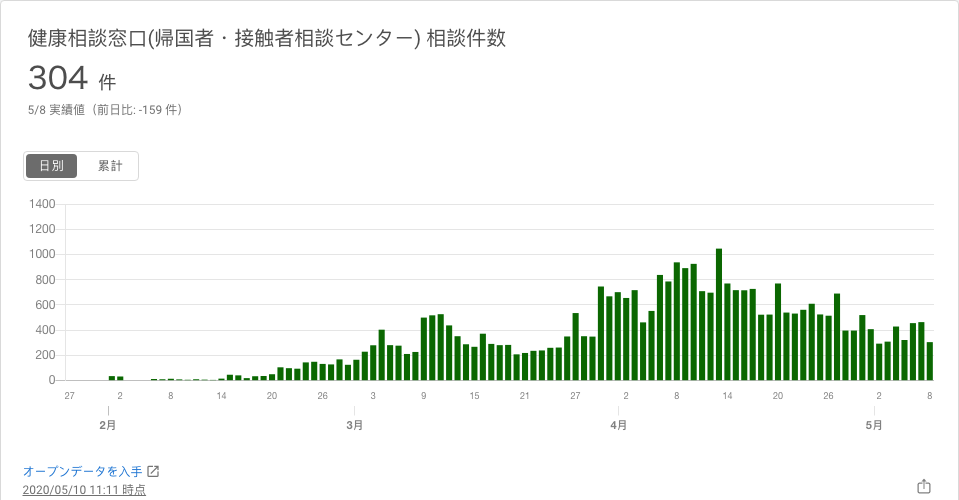 健康相談窓口(帰国者・接触者相談センター) 相談件数
304 件
5/8 実績値（前日比: -159 件）
日別 累計
1400
1200
1000
800
600
400
200
0
27 2 8 14 20 26 3 9 15 21 27 2 8 14 20 26 2 8
2月 3月 4月 5月
オープンデータを入手
2020/05/10 11:11 時点